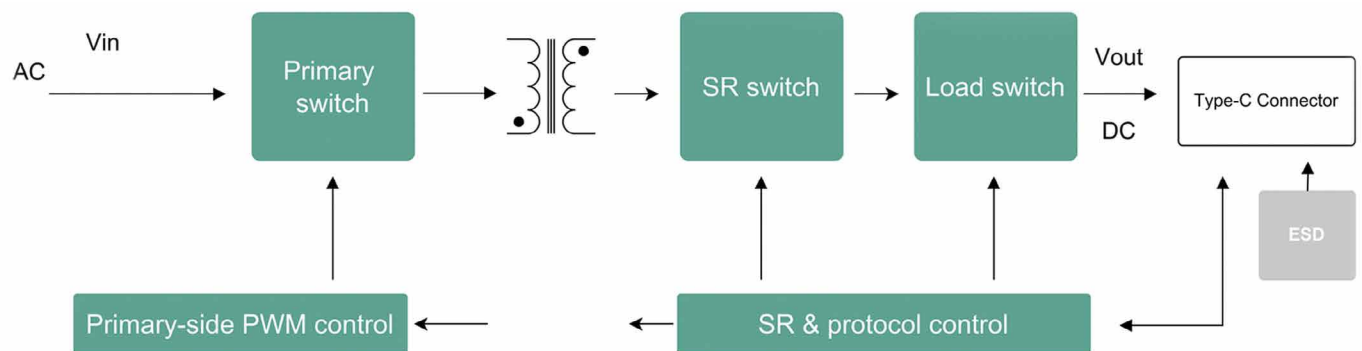 Vin
AC
Primary
switch
SR switch
Load switch
Vout
DC
Type-C Connector
ESD
Primary-side PWM control
SR & protocol control